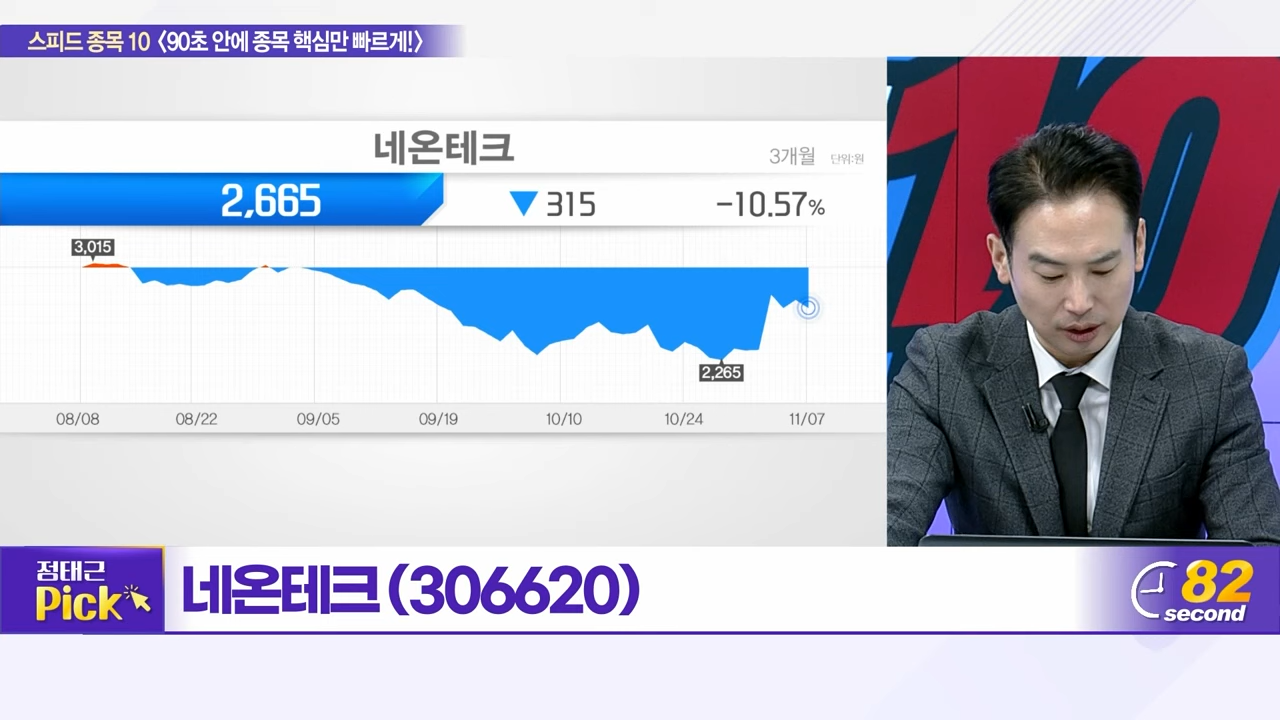 스피드 종목 10 〈90초 안에 종목 핵심만 빠르게!〉
네온테크
3개월 단위:원
2,665 ▼ 315 -10.57%
3,015
2,265
08/08 08/22 09/05 09/19 10/10 10/24 11/07
10
점태근
Pick
네온테크(306620)
82
second